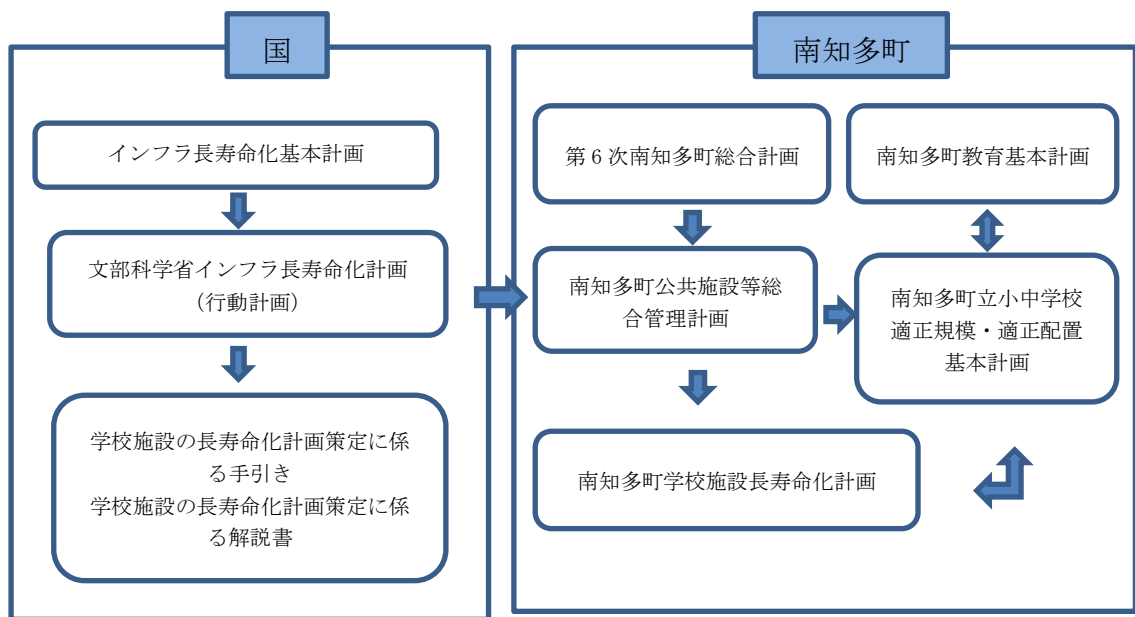 国
インフラ長寿命化基本計画
文部科学省インフラ長寿命化計画
(行動計画)
学校施設の長寿命化計画策定に係
る手引き
学校施設の長寿命化計画策定に係
る解説書
南知多町
第6次南知多町総合計画
南知多町教育基本計画
南知多町公共施設等総
合管理計画
南知多町立小中学校
適正規模・適正配置
基本計画
南知多町学校施設長寿命化計画